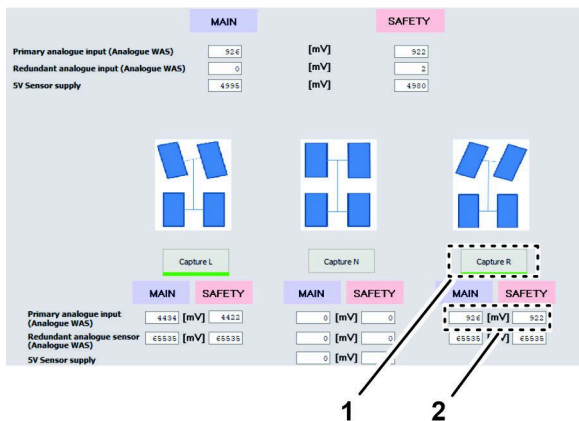 MAIN SAFETY
Primary analogue input (Analogue WAS) 926 [mV] 922
Redundant analogue input (Analogue WAS) 0 [mV] 2
5V Sensor supply 4995 [mV] 4980
Capture L Capture N Capture R
MAIN SAFETY MAIN SAFETY MAIN SAFETY
Primary analogue input
(Analogue WAS) 4434 [mV] 4422 0 [mV] 0 926 [mV] 922
Redundant analogue sensor
(Analogue WAS) 65535 [mV] 65535 0 [mV] 0 65535 [mV] 65535
5V Sensor supply 0 [mV]
1 2